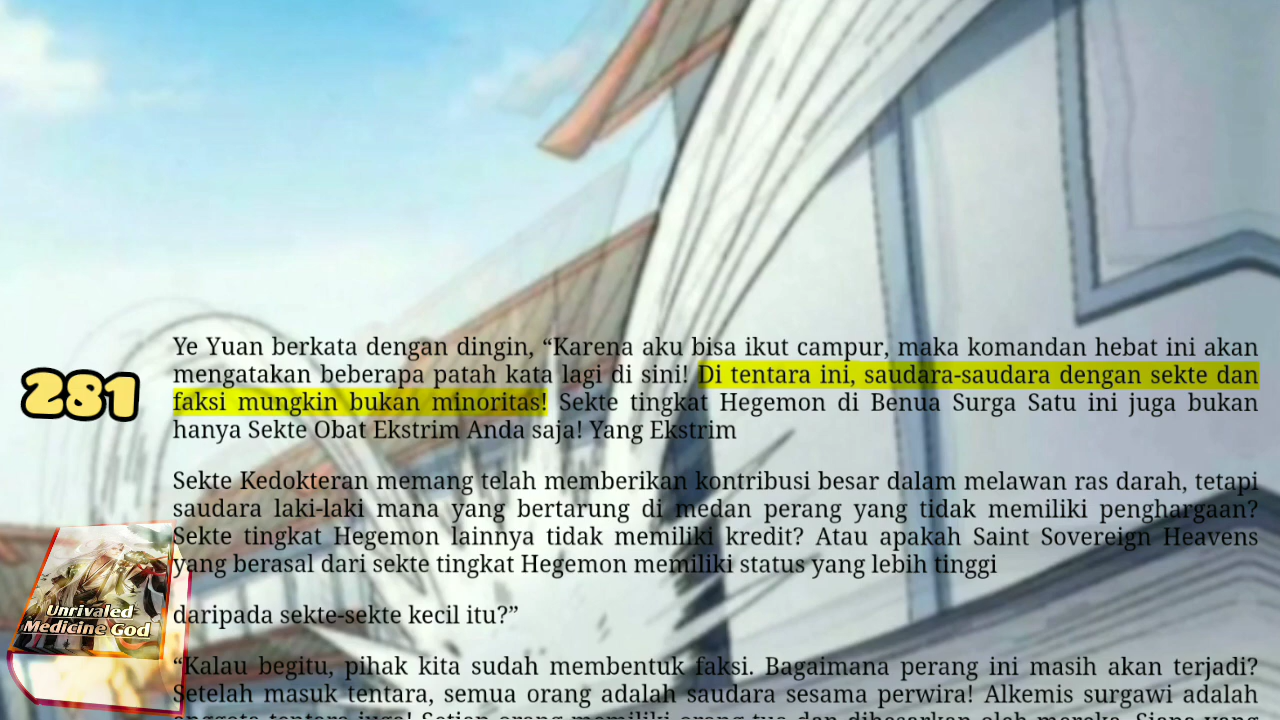 Ye Yuan berkata dengan dingin, “Karena aku bisa ikut campur, maka komandan hebat ini akan
mengatakan beberapa patah kata lagi di sini! Di tentara ini, saudara-saudara dengan sekte dan
faksi mungkin bukan minoritas! Sekte tingkat Hegemon di Benua Surga Satu ini juga bukan
hanya Sekte Obat Ekstrim Anda saja! Yang Ekstrim
281
Sekte Kedokteran memang telah memberikan kontribusi besar dalam melawan ras darah, tetapi
saudara laki-laki mana yang bertarung di medan perang yang tidak memiliki penghargaan?
Sekte tingkat Hegemon lainnya tidak memiliki kredit? Atau apakah Saint Sovereign Heavens
yang berasal dari sekte tingkat Hegemon memiliki status yang lebih tinggi
daripada sekte-sekte kecil itu?”
Unrivaled
Medicine God
“Kalau begitu, pihak kita sudah membentuk faksi. Bagaimana perang ini masih akan terjadi?
Setelah masuk tentara, semua orang adalah saudara sesama perwira! Alkemis surgawi adalah